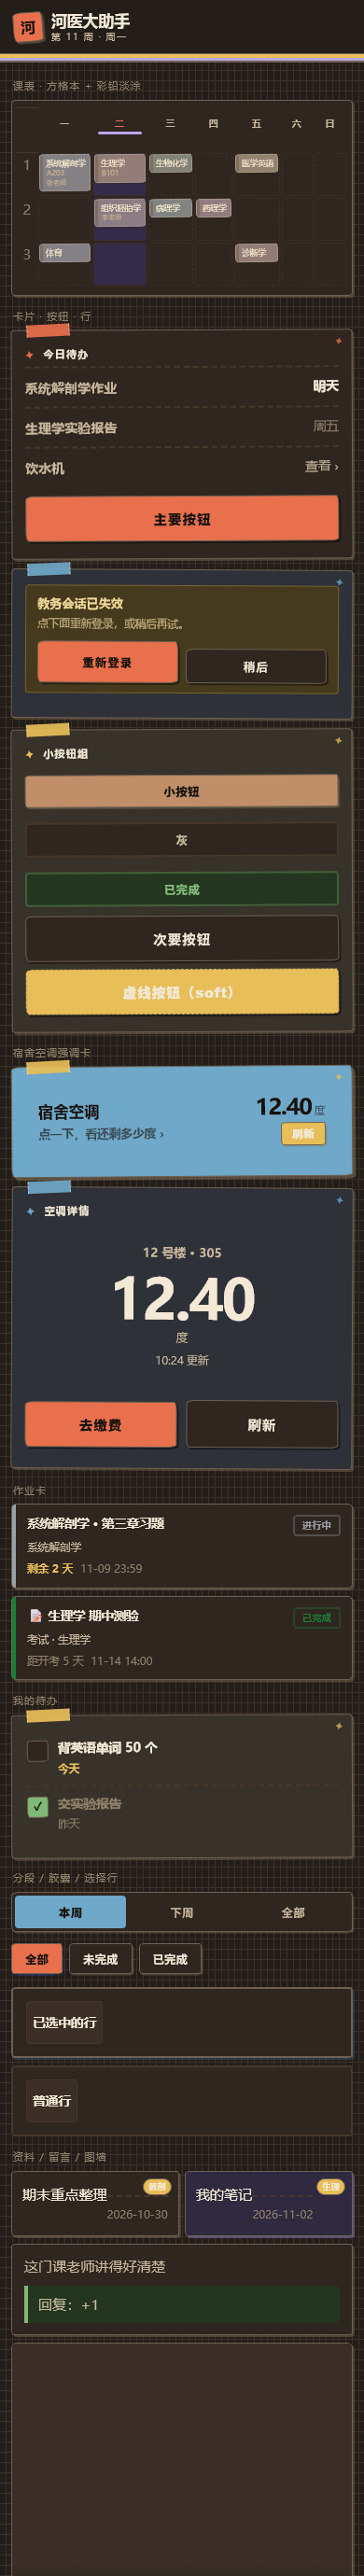 河
河医大助手
第 11 周 · 周一
课表 · 方格本 + 彩铅淡涂
一 二 三 四 五 六 日
1
系统解剖学
A203
张老师
生理学
B101
生物化学
医学英语
2
组织胚胎学
李老师
病理学
药理学
3
体育
诊断学
卡片 · 按钮 · 行
今日待办
系统解剖学作业 明天
生理学实验报告 周五
饮水机 查看 ›
主要按钮
教务会话已失效
点下面重新登录，或稍后再试。
重新登录 稍后
小按钮组
小按钮
灰
已完成
次要按钮
虚线按钮（soft）
宿舍空调强调卡
宿舍空调
点一下，看还剩多少度 ›
12.40 度
刷新
空调详情
12 号楼 • 305
12.40
度
10:24 更新
去缴费 刷新
作业卡
系统解剖学 • 第三章习题 进行中
系统解剖学
剩余 2 天 11-09 23:59
生理学 期中测验 已完成
考试 · 生理学
距开考 5 天 11-14 14:00
我的待办
背英语单词 50 个
今天
交实验报告
昨天
分段 / 胶囊 / 选择行
本周 下周 全部
全部 未完成 已完成
已选中的行
普通行
资料 / 留言 / 图墙
期末重点整理
2026-10-30
我的笔记 生理
2026-11-02
这门课老师讲得好清楚
回复：+1